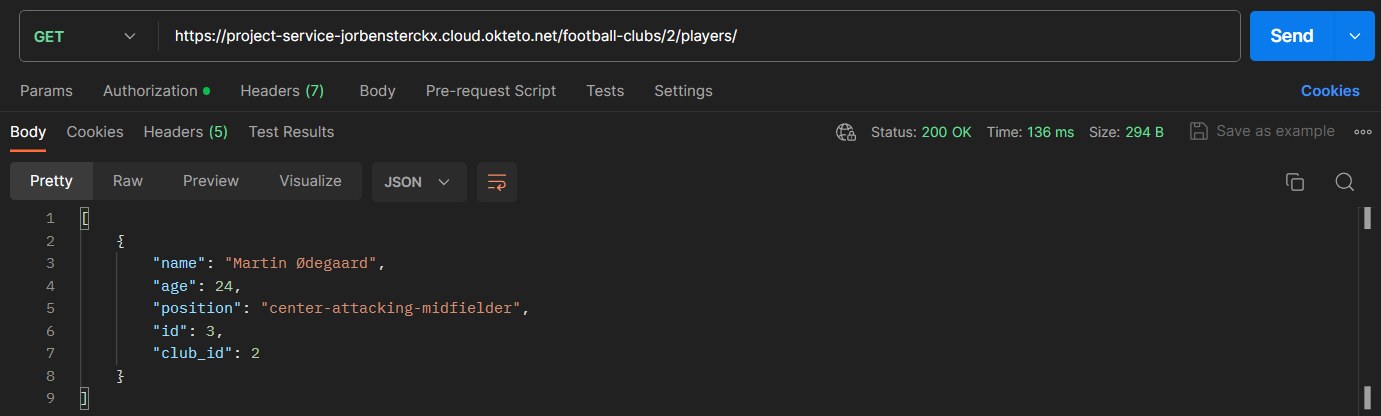 GET https://project-service-jorbensterckx.cloud.okteto.net/football-clubs/2/players/ Send
Params Authorization Headers (7) Body Pre-request Script Tests Settings Cookies
Body Cookies Headers (5) Test Results Status: 200 OK Time: 136 ms Size: 294 B Save as example
Pretty Raw Preview Visualize JSON
1 [
2 {
3 "name": "Martin Ødegaard",
4 "age": 24,
5 "position": "center-attacking-midfielder",
6 "id": 3,
7 "club_id": 2
8 }
9 ]